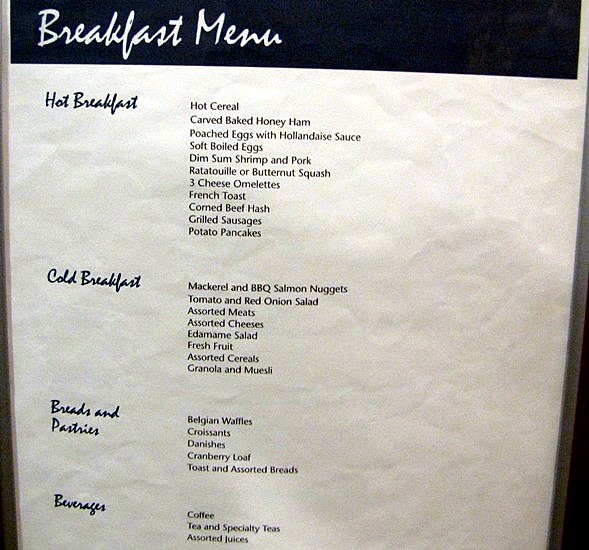 Breakfast Menu
Hot Breakfast
Hot Cereal
Carved Baked Honey Ham
Poached Eggs with Hollandaise Sauce
Soft Boiled Eggs
Dim Sum Shrimp and Pork
Ratatouille or Butternut Squash
3 Cheese Omelettes
French Toast
Corned Beef Hash
Grilled Sausages
Potato Pancakes
Cold Breakfast
Mackerel and BBQ Salmon Nuggets
Tomato and Red Onion Salad
Assorted Meats
Assorted Cheeses
Edamame Salad
Fresh Fruit
Assorted Cereals
Granola and Muesli
Breads and
Pastries
Belgian Waffles
Croissants
Danishes
Cranberry Loaf
Toast and Assorted Breads
Beverages
Coffee
Tea and Specialty Teas
Assorted Juices